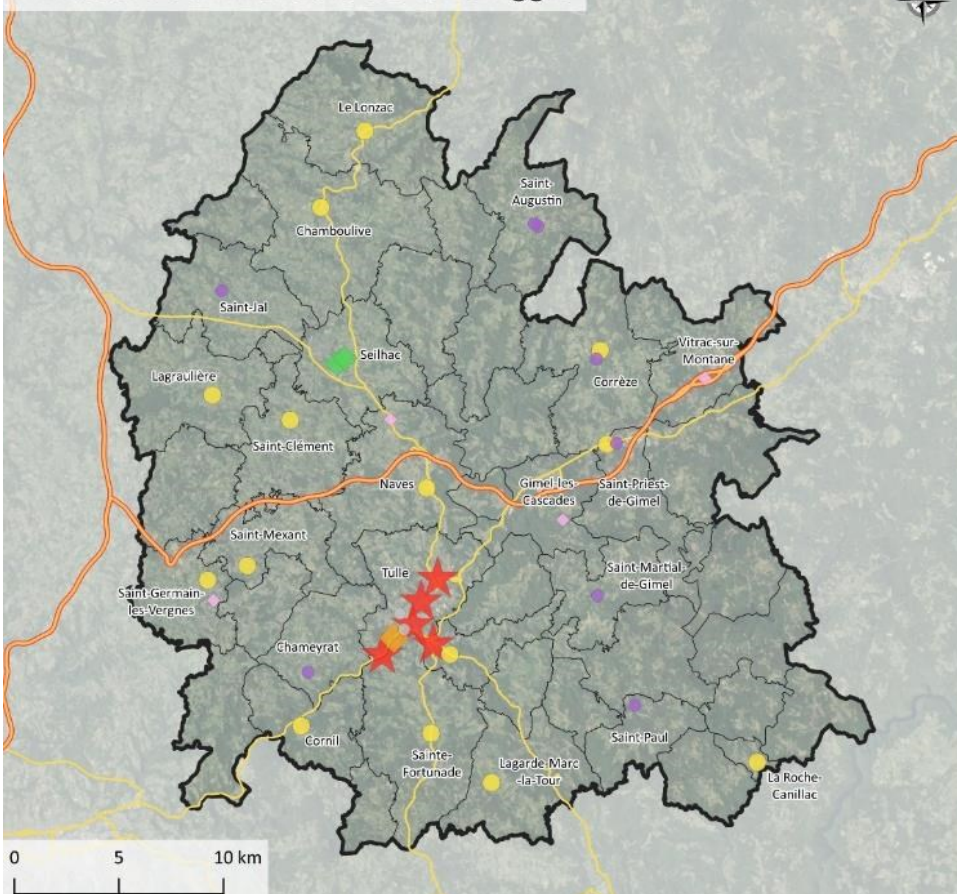 Le Lonzac
Saint-
Augustin
Chamboulive
Saint-Jal
Seilhac
Vitrac-sur-
Montane
Corrèze
Lagraulière
Saint-Clément
Naves
Gimel-les-
Cascades
Saint-Priest-
de-Gimel
Saint-Mexant
Tulle
Saint-Martial-
de-Gimel
Saint-Germain-
les-Vergnes
Chameyrat
Cornil
Sainte-
Fortunade
Lagarde-Marc
-la-Tour
Saint-Paul
La Roche-
Canillac
0 5 10 km